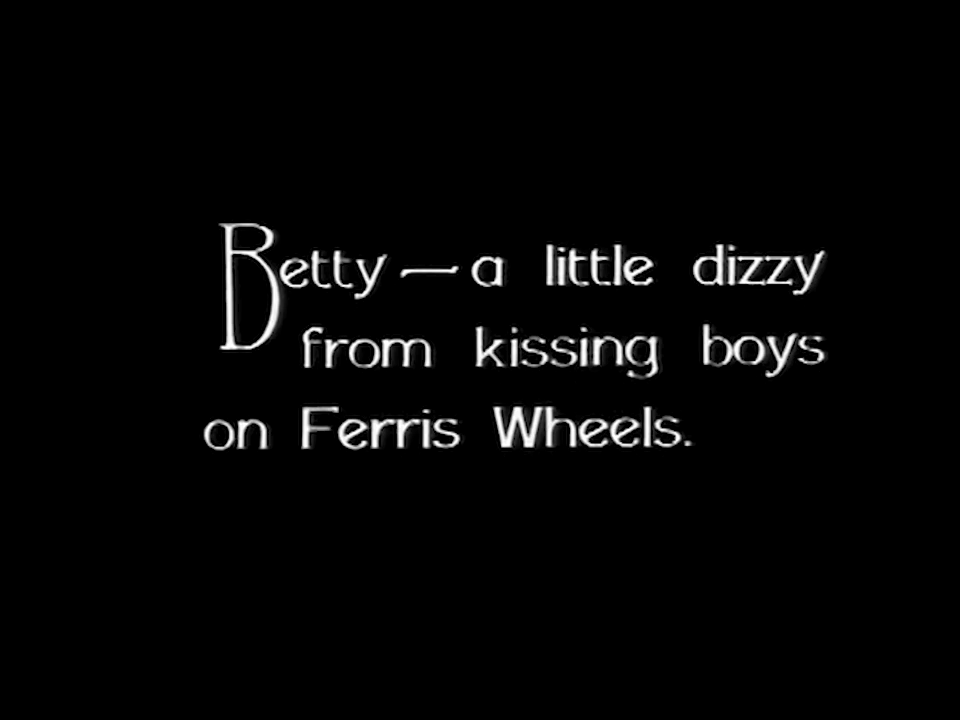 Betty — a little dizzy
from kissing boys
on Ferris Wheels.